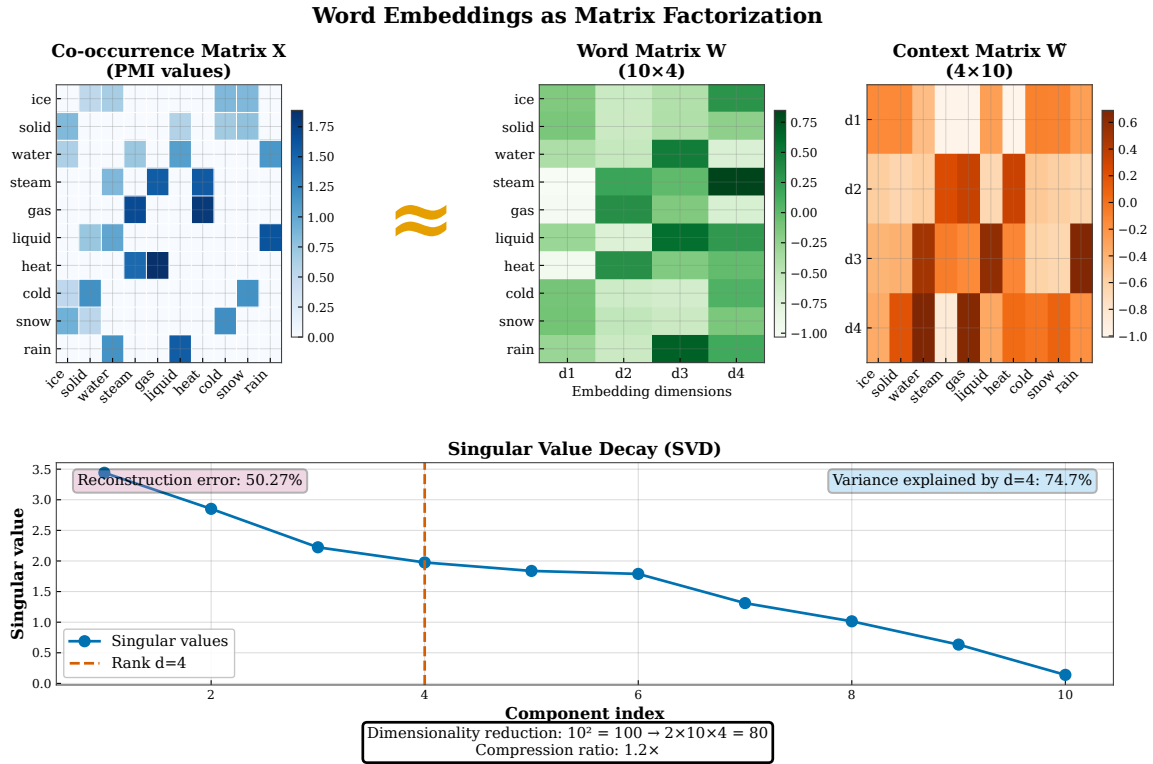 Word Embeddings as Matrix Factorization
Co-occurrence Matrix X
(PMI values)
ice
solid
water
steam
gas
liquid
heat
cold
snow
rain
ice
solid
water
steam
gas
liquid
heat
cold
snow
rain
1.75
1.50
1.25
1.00
0.75
0.50
0.25
0.00
≈
Word Matrix W
(10×4)
ice
solid
water
steam
gas
liquid
heat
cold
snow
rain
d1
d2
d3
d4
Embedding dimensions
0.75
0.50
0.25
0.00
−0.25
−0.50
−0.75
−1.00
Context Matrix W̃
(4×10)
d1
d2
d3
d4
ice
solid
water
steam
gas
liquid
heat
cold
snow
rain
0.6
0.4
0.2
0.0
−0.2
−0.4
−0.6
−0.8
−1.0
Singular Value Decay (SVD)
Singular value
3.5
3.0
2.5
2.0
1.5
1.0
0.5
0.0
Reconstruction error: 50.27%
Variance explained by d=4: 74.7%
Singular values
Rank d=4
2
4
6
8
10
Component index
Dimensionality reduction: 10² = 100 → 2×10×4 = 80
Compression ratio: 1.2×